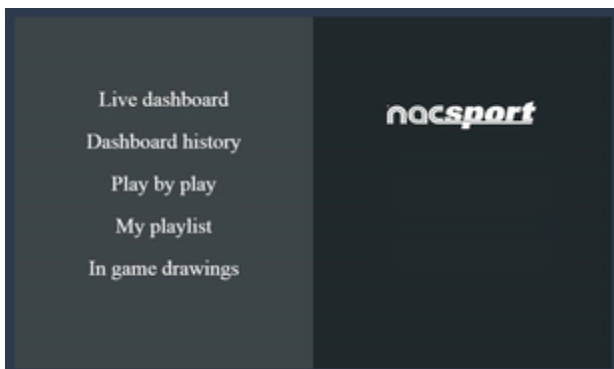 Live dashboard
Dashboard history
Play by play
My playlist
In game drawings
nacsport